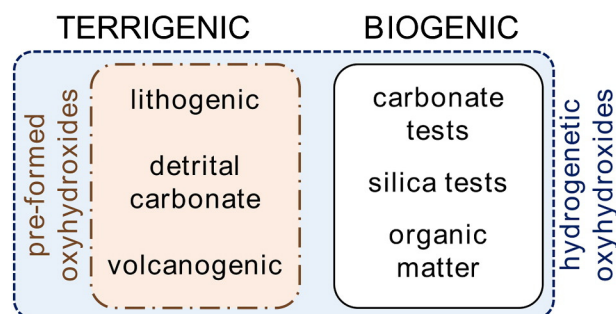 TERRIGENIC
BIOGENIC
pre-formed
oxyhydroxides
lithogenic
detrital
carbonate
volcanogenic
carbonate
tests
silica tests
organic
matter
hydrogenetic
oxyhydroxides